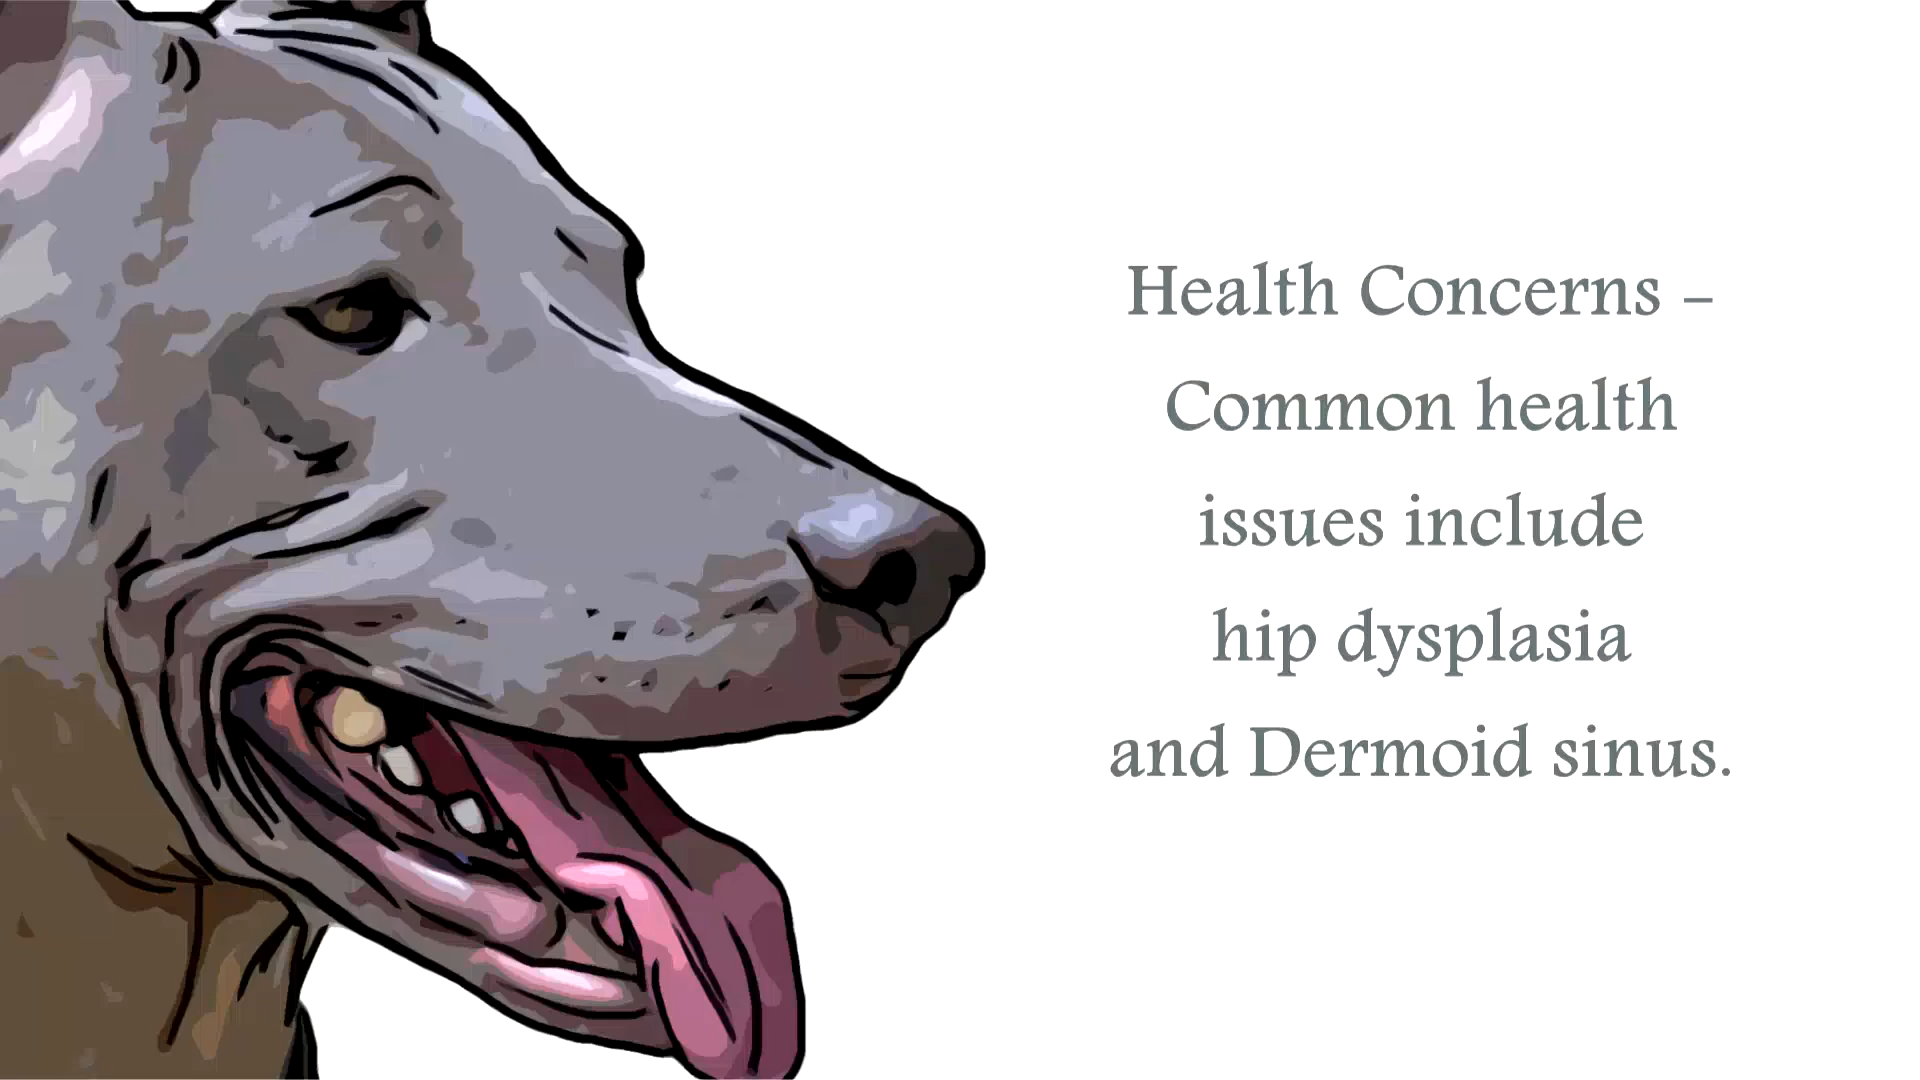 Health Concerns –
Common health
issues include
hip dysplasia
and Dermoid sinus.